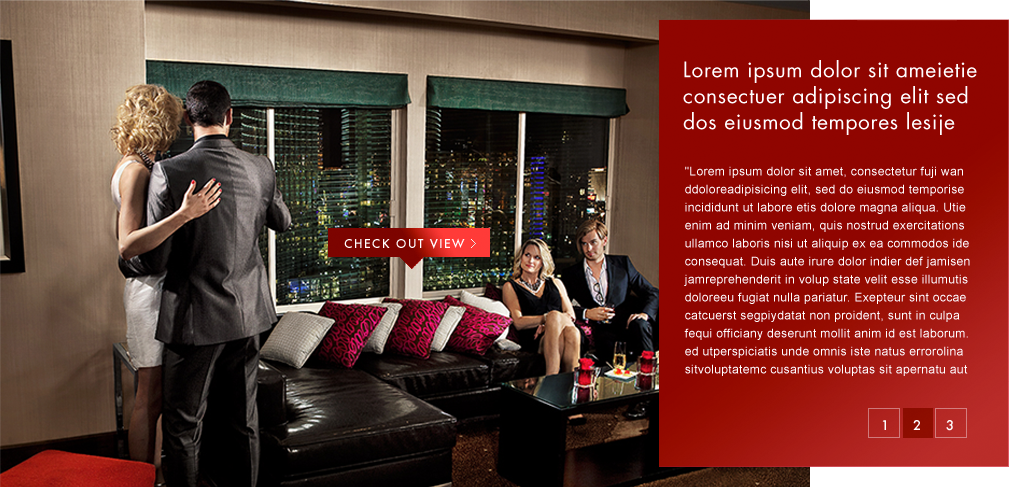 CHECK OUT VIEW >
Lorem ipsum dolor sit ameietie
consectuer adipiscing elit sed
dos eiusmod tempores lesije
"Lorem ipsum dolor sit amet, consectetur fuji wan
ddoloreadipisicing elit, sed do eiusmod temporise
incididunt ut labore etis dolore magna aliqua. Utie
enim ad minim veniam, quis nostrud exercitations
ullamco laboris nisi ut aliquip ex ea commodos ide
consequat. Duis aute irure dolor indier def jamisen
jamreprehenderit in volup state velit esse illumutis
doloreeu fugiat nulla pariatur. Exepteur sint occae
catcuerst segpiydatat non proident, sunt in culpa
fequi officiany deserunt mollit anim id est laborum.
ed utperspiciatis unde omnis iste natus errorolina
sitvoluptatemc cusantius voluptas sit apernatu aut
1 2 3